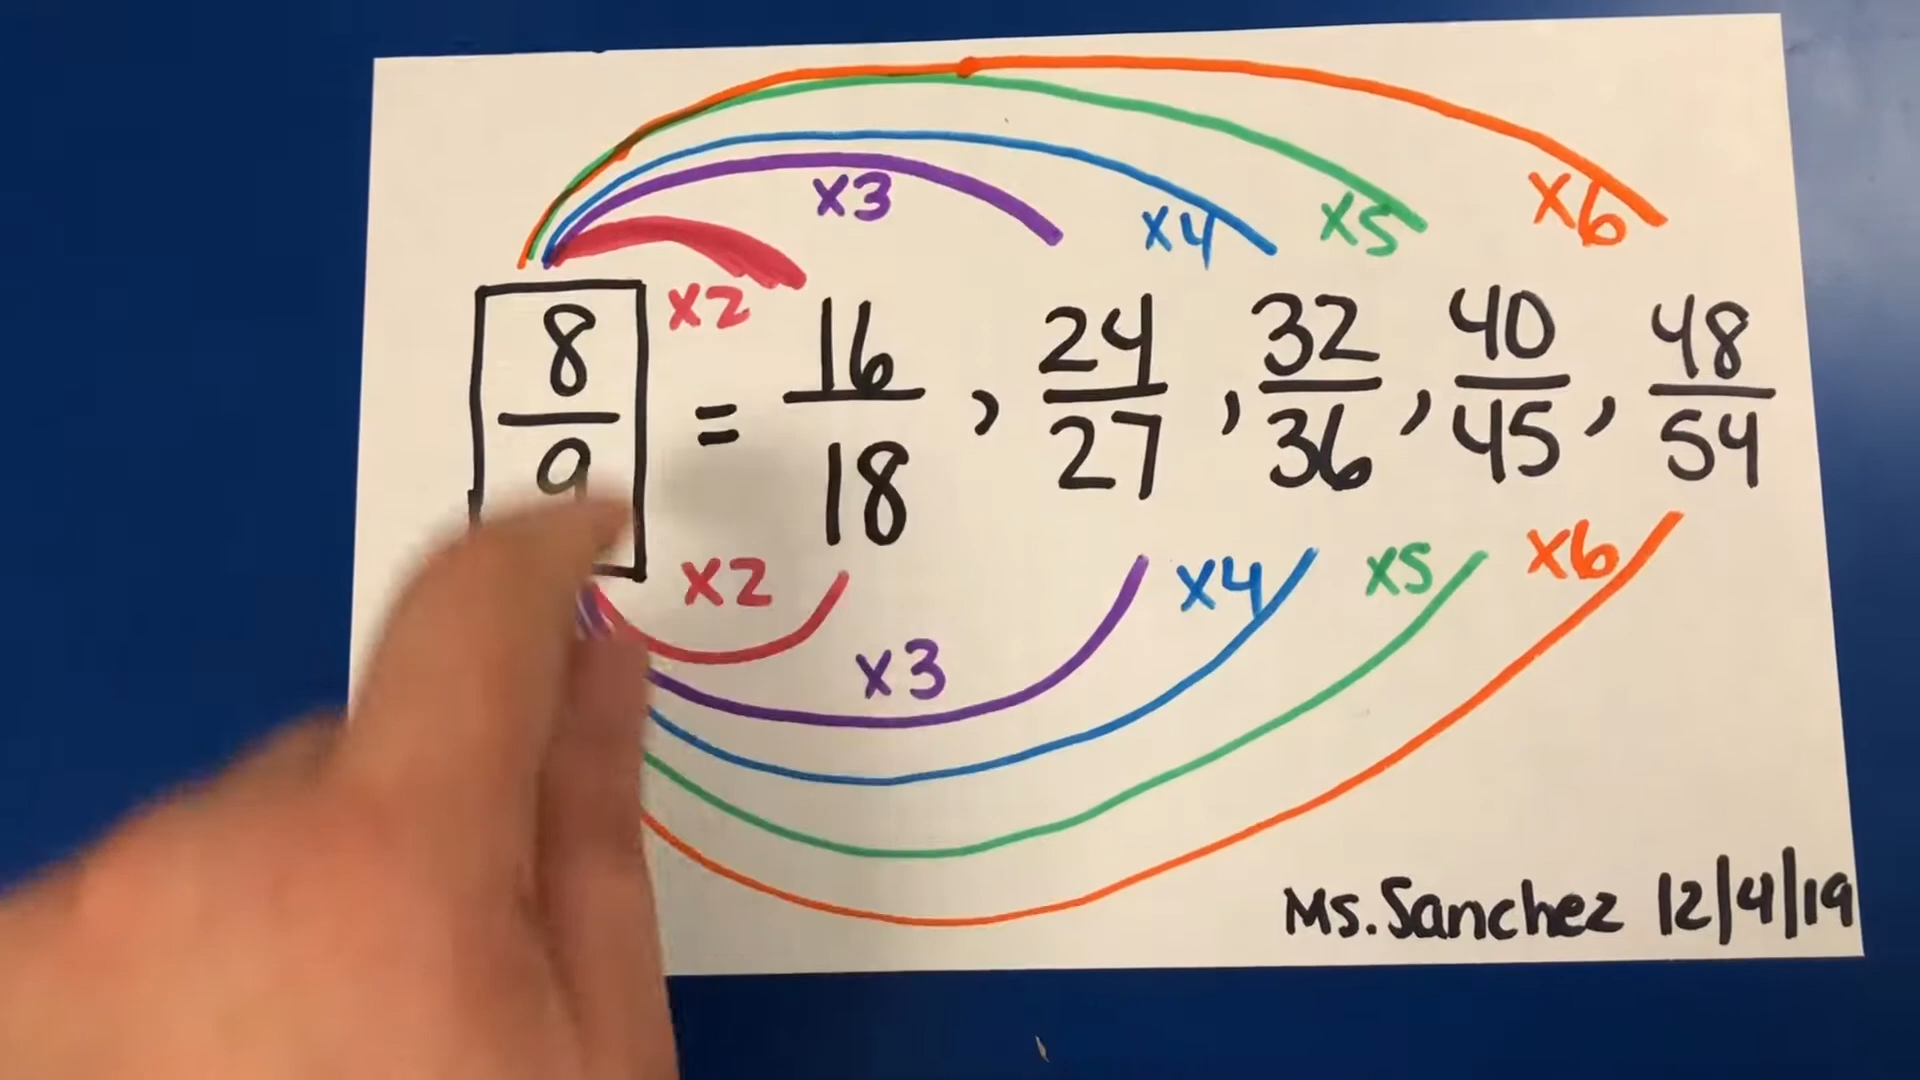 x3 x4 x5 x6
x2
8/9 = 16/18 , 24/27 , 32/36 , 40/45 , 48/54
x2 x4 x5 x6
x3
Ms. Sanchez 12/4/19